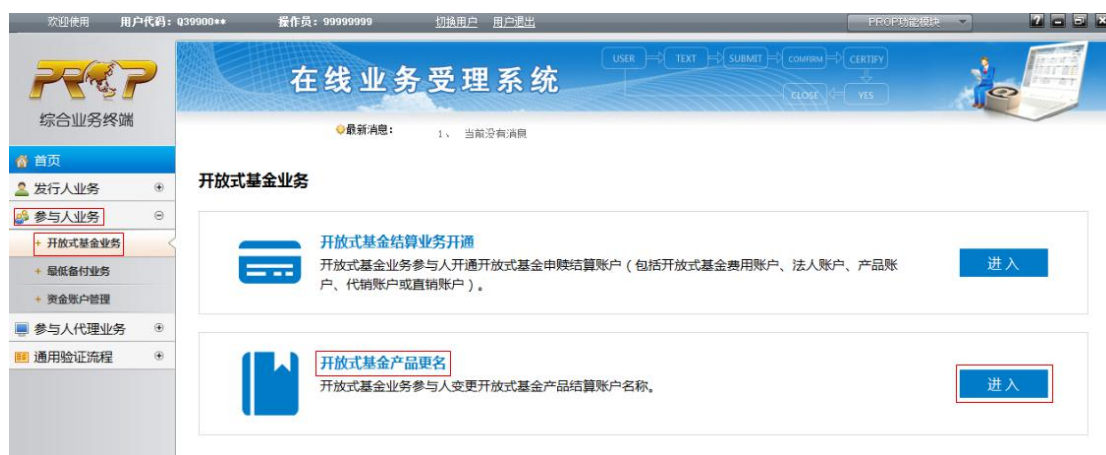 欢迎使用 用户代码：Q39900** 操作员：99999999 切换用户 用户退出 PROP功能模块
PROP
综合业务终端
在线业务受理系统
USER TEXT SUBMIT CONFIRM CERTIFY
CLOSE YES
最新消息： 1、 当前没有消息
首页
发行人业务
参与人业务
开放式基金业务
最低备付业务
资金账户管理
参与人代理业务
通用验证流程
开放式基金业务
开放式基金结算业务开通
开放式基金业务参与人开通开放式基金申赎结算账户（包括开放式基金费用账户、法人账户、产品账
户、代销账户或直销账户）。
进入
开放式基金产品更名
开放式基金业务参与人变更开放式基金产品结算账户名称。
进入